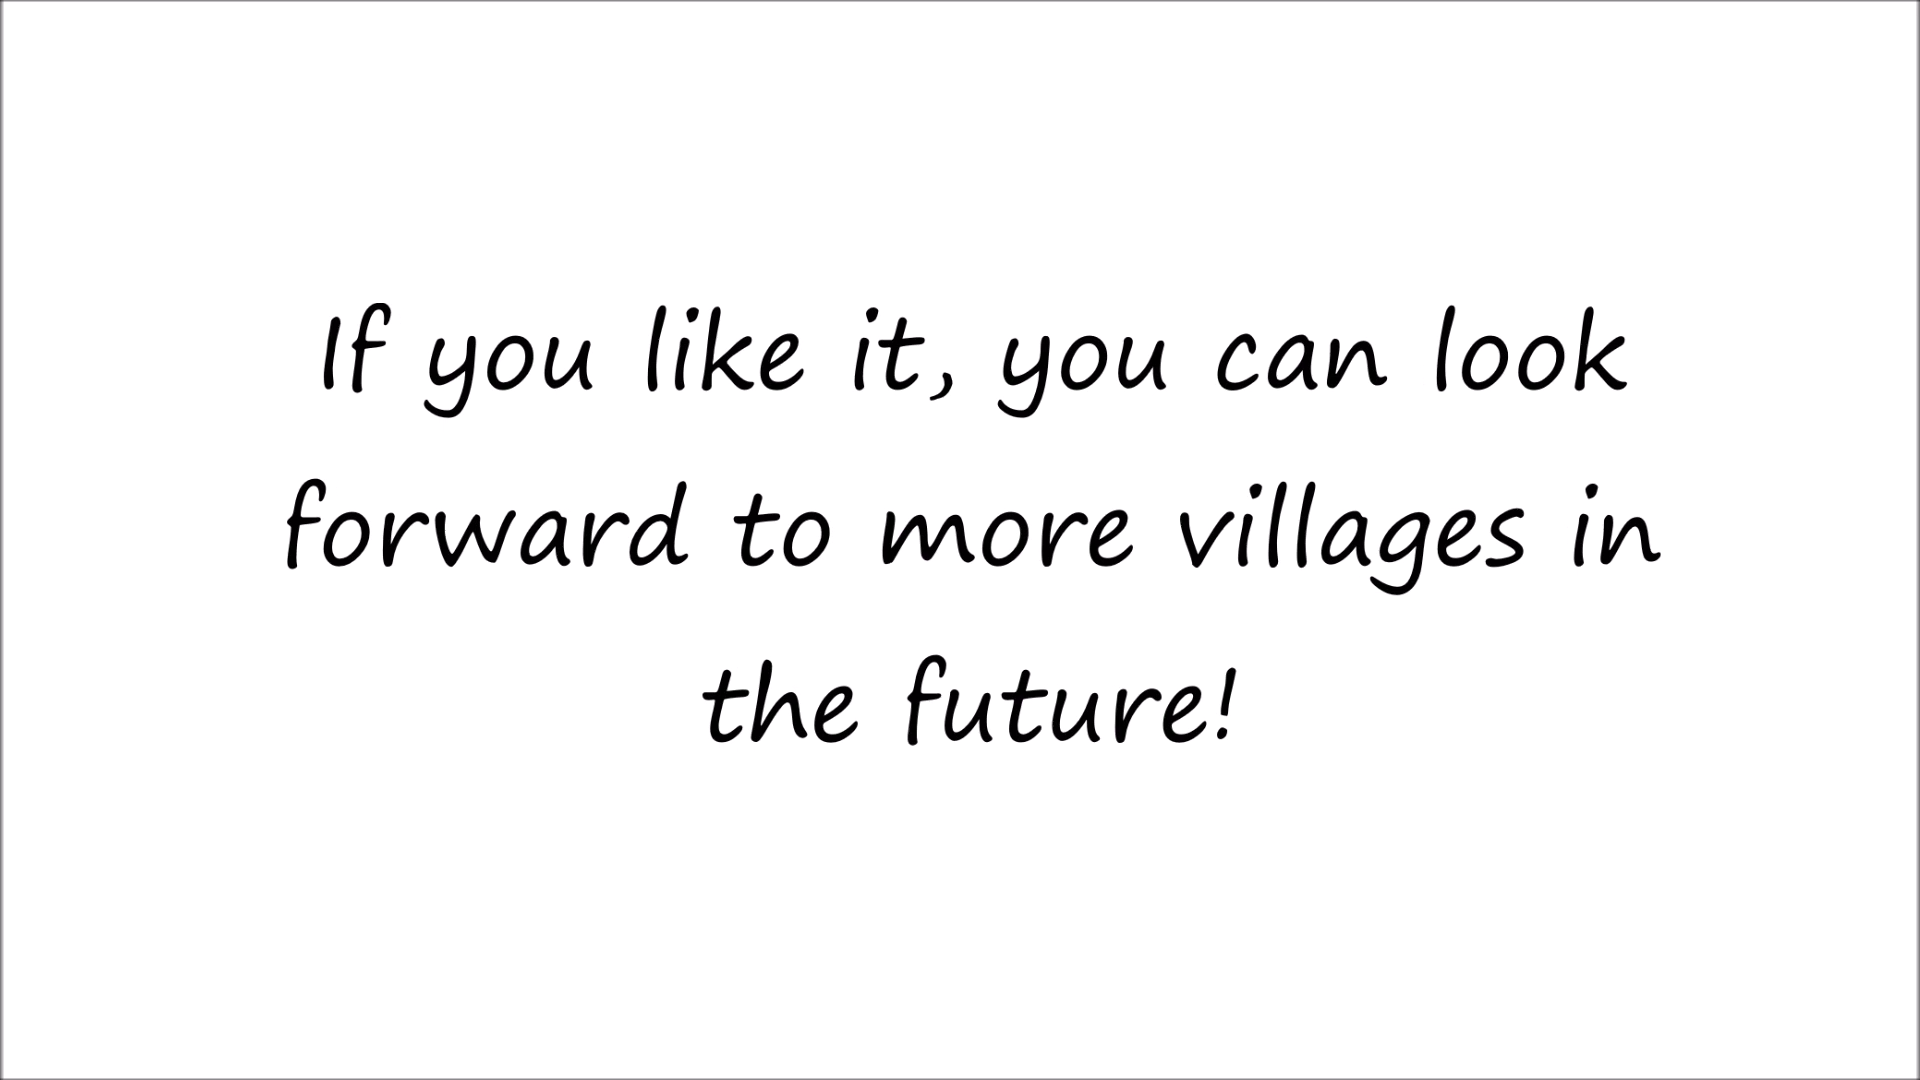 If you like it, you can look
forward to more villages in
the future!